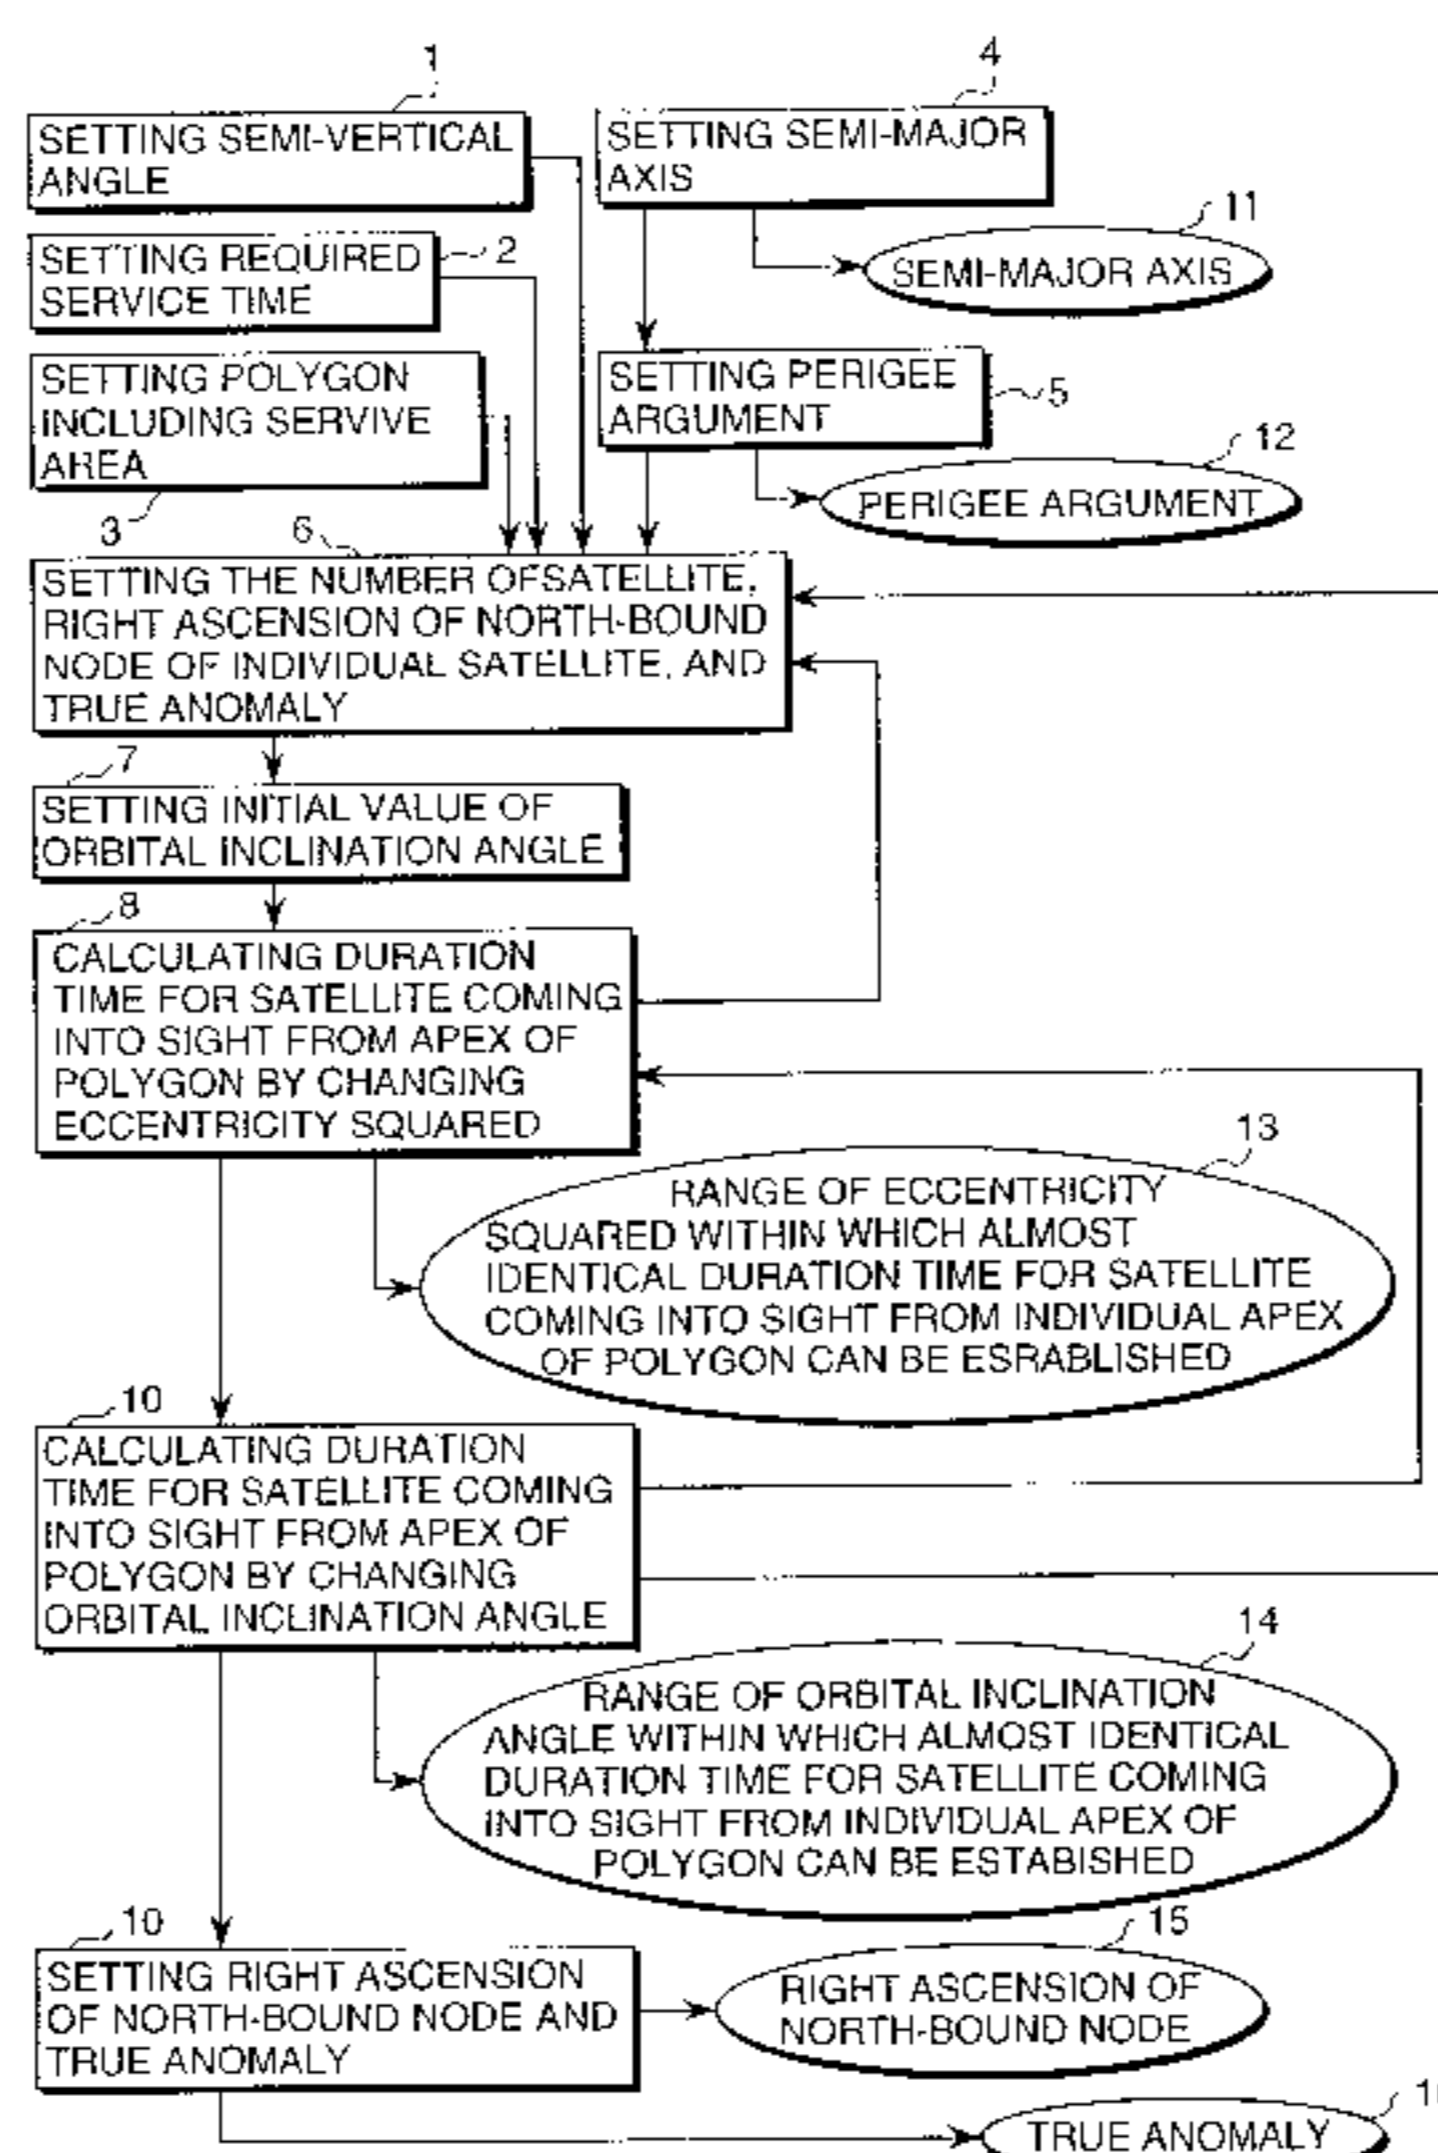 1
SETTING SEMI-VERTICAL
ANGLE
4
SETTING SEMI-MAJOR
AXIS
11
SEMI-MAJOR AXIS
2
SETTING REQUIRED
SERVICE TIME
SETTING POLYGON
INCLUDING SERVIVE
AREA
3
SETTING PERIGEE
ARGUMENT
5
12
PERIGEE ARGUMENT
6
SETTING THE NUMBER OFSATELLITE,
RIGHT ASCENSION OF NORTH-BOUND
NODE OF INDIVIDUAL SATELLITE, AND
TRUE ANOMALY
7
SETTING INITIAL VALUE OF
ORBITAL INCLINATION ANGLE
8
CALCULATING DURATION
TIME FOR SATELLITE COMING
INTO SIGHT FROM APEX OF
POLYGON BY CHANGING
ECCENTRICITY SQUARED
13
RANGE OF ECCENTRICITY
SQUARED WITHIN WHICH ALMOST
IDENTICAL DURATION TIME FOR SATELLITE
COMING INTO SIGHT FROM INDIVIDUAL APEX
OF POLYGON CAN BE ESRABLISHED
10
CALCULATING DURATION
TIME FOR SATELLITE COMING
INTO SIGHT FROM APEX OF
POLYGON BY CHANGING
ORBITAL INCLINATION ANGLE
14
RANGE OF ORBITAL INCLINATION
ANGLE WITHIN WHICH ALMOST IDENTICAL
DURATION TIME FOR SATELLITE COMING
INTO SIGHT FROM INDIVIDUAL APEX OF
POLYGON CAN BE ESTABISHED
10
SETTING RIGHT ASCENSION
OF NORTH-BOUND NODE AND
TRUE ANOMALY
15
RIGHT ASCENSION OF
NORTH-BOUND NODE
TRUE ANOMALY